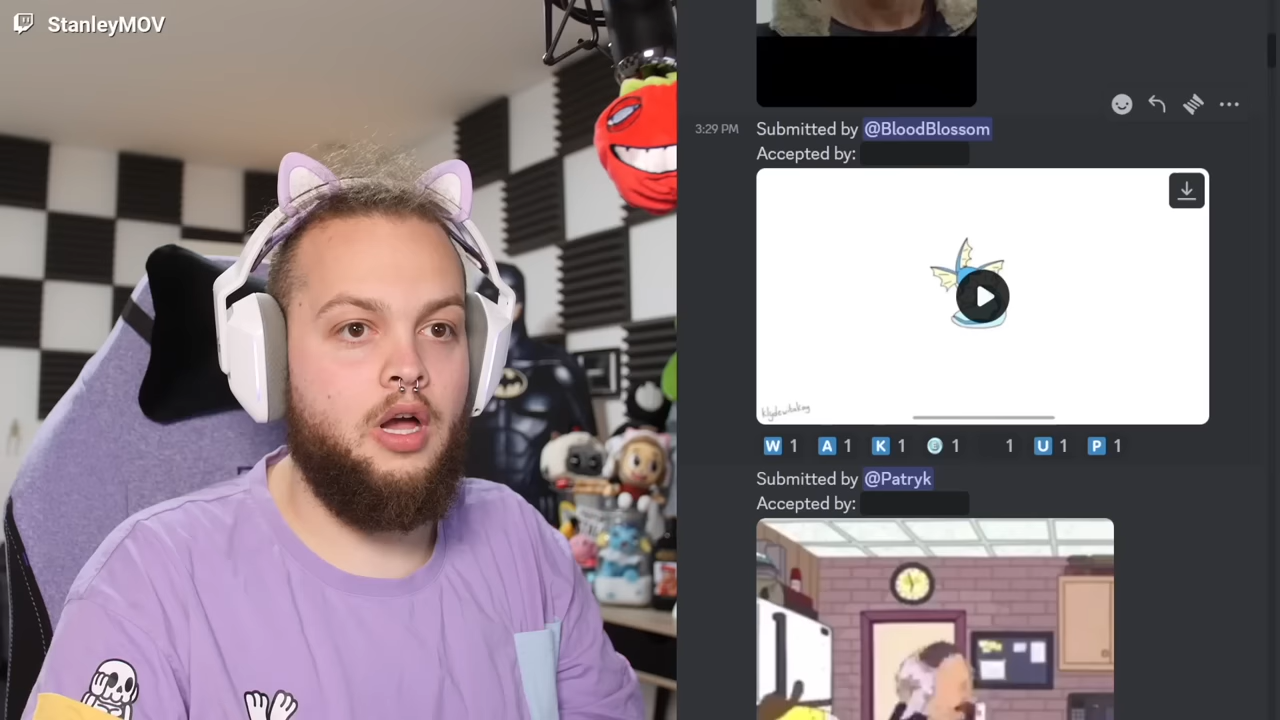 StanleyMOV
3:29 PM Submitted by @BloodBlossom
Accepted by:
W 1 A 1 K 1 1 1 U 1 P 1
Submitted by @Patryk
Accepted by: